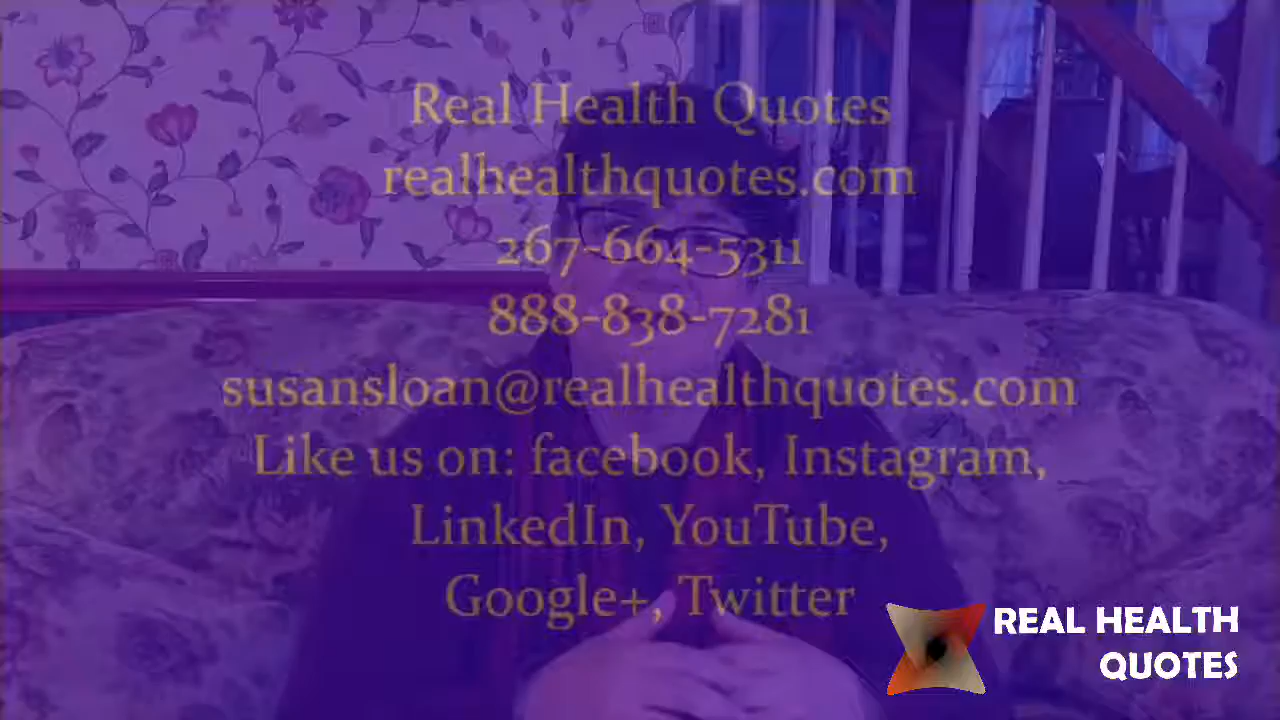 Real Health Quotes
realhealthquotes.com
267-664-5311
888-838-7281
susansloan@realhealthquotes.com
Like us on: facebook, Instagram,
LinkedIn, YouTube,
Google+, Twitter
REAL HEALTH
QUOTES